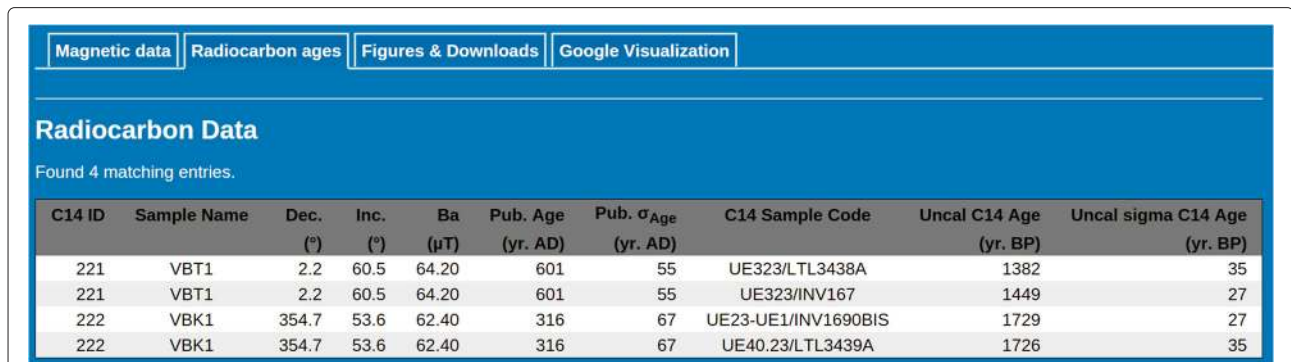 Magnetic data Radiocarbon ages Figures & Downloads Google Visualization
Radiocarbon Data
Found 4 matching entries.
C14 ID Sample Name Dec. Inc. Ba Pub. Age Pub. σAge C14 Sample Code Uncal C14 Age Uncal sigma C14 Age
(°) (°) (µT) (yr. AD) (yr. AD) (yr. BP) (yr. BP)
221 VBT1 2.2 60.5 64.20 601 55 UE323/LTL3438A 1382 35
221 VBT1 2.2 60.5 64.20 601 55 UE323/INV167 1449 27
222 VBK1 354.7 53.6 62.40 316 67 UE23-UE1/INV1690BIS 1729 27
222 VBK1 354.7 53.6 62.40 316 67 UE40.23/LTL3439A 1726 35